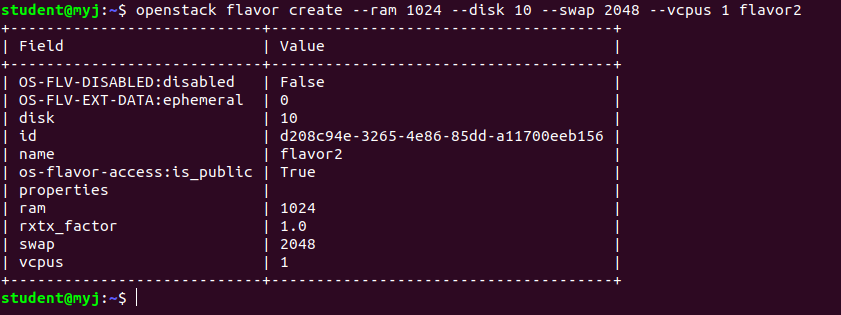 student@myj:~$ openstack flavor create --ram 1024 --disk 10 --swap 2048 --vcpus 1 flavor2
+----------------------------+--------------------------------------+
| Field                      | Value                                |
+----------------------------+--------------------------------------+
| OS-FLV-DISABLED:disabled   | False                                |
| OS-FLV-EXT-DATA:ephemeral  | 0                                    |
| disk                       | 10                                   |
| id                         | d208c94e-3265-4e86-85dd-a11700eeb156 |
| name                       | flavor2                              |
| os-flavor-access:is_public | True                                 |
| properties                 |                                      |
| ram                        | 1024                                 |
| rxtx_factor                | 1.0                                  |
| swap                       | 2048                                 |
| vcpus                      | 1                                    |
+----------------------------+--------------------------------------+
student@myj:~$